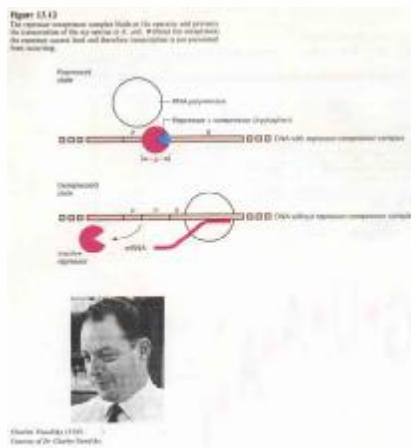 Figure 13.12
The repressor-corepressor complex binds at the operator and prevents
the transcription of the trp operon in E. coli. Without the corepressor,
the repressor cannot bind and therefore transcription is not prevented
from occurring.
Repressed
state
RNA polymerase
Repressor + corepressor (tryptophan)
DNA with repressor-corepressor complex
Derepressed
state
DNA without repressor-corepressor complex
Inactive
repressor
mRNA
Charles Yanofsky
Courtesy of Dr. Charles Yanofsky